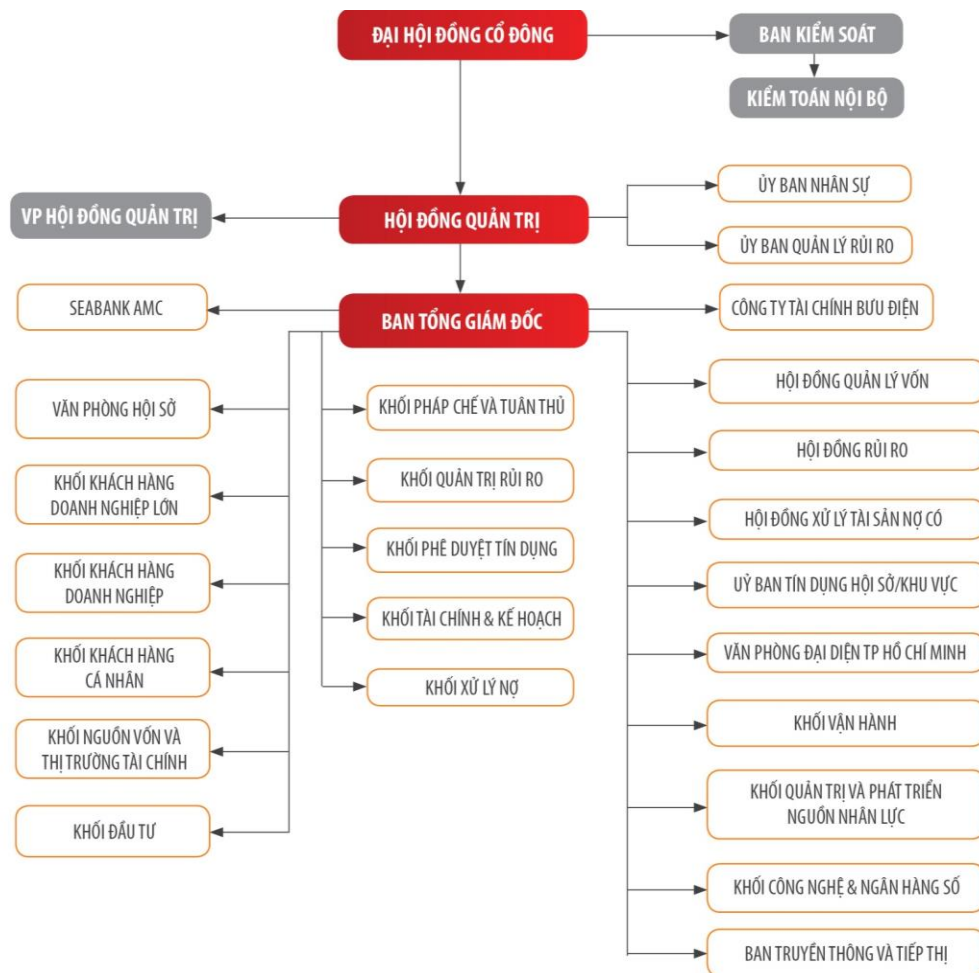 ĐẠI HỘI ĐỒNG CỔ ĐÔNG
BAN KIỂM SOÁT
KIỂM TOÁN NỘI BỘ
ỦY BAN NHÂN SỰ
VP HỘI ĐỒNG QUẢN TRỊ
HỘI ĐỒNG QUẢN TRỊ
ỦY BAN QUẢN LÝ RỦI RO
SEABANK AMC
BAN TỔNG GIÁM ĐỐC
CÔNG TY TÀI CHÍNH BƯU ĐIỆN
VĂN PHÒNG HỘI SỞ
KHỐI KHÁCH HÀNG
DOANH NGHIỆP LỚN
KHỐI KHÁCH HÀNG
DOANH NGHIỆP
KHỐI KHÁCH HÀNG
CÁ NHÂN
KHỐI NGUỒN VỐN VÀ
THỊ TRƯỜNG TÀI CHÍNH
KHỐI ĐẦU TƯ
KHỐI PHÁP CHẾ VÀ TUÂN THỦ
KHỐI QUẢN TRỊ RỦI RO
KHỐI PHÊ DUYỆT TÍN DỤNG
KHỐI TÀI CHÍNH & KẾ HOẠCH
KHỐI XỬ LÝ NỢ
HỘI ĐỒNG QUẢN LÝ VỐN
HỘI ĐỒNG RỦI RO
HỘI ĐỒNG XỬ LÝ TÀI SẢN NỢ CÓ
UỶ BAN TÍN DỤNG HỘI SỞ/KHU VỰC
VĂN PHÒNG ĐẠI DIỆN TP HỒ CHÍ MINH
KHỐI VẬN HÀNH
KHỐI QUẢN TRỊ VÀ PHÁT TRIỂN
NGUỒN NHÂN LỰC
KHỐI CÔNG NGHỆ & NGÂN HÀNG SỐ
BAN TRUYỀN THÔNG VÀ TIẾP THỊ